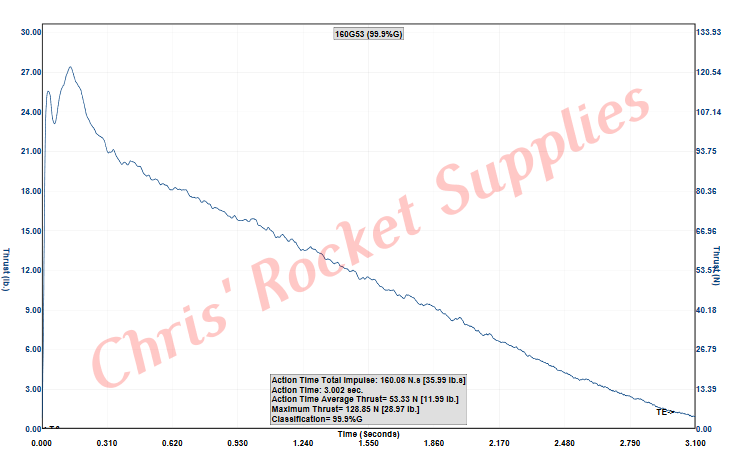 160G53 (99.9%G)
30.00
27.00
24.00
21.00
18.00
15.00
12.00
9.00
6.00
3.00
0.00
Thrust (lb.)
133.93
120.54
107.14
93.75
80.36
66.96
53.57
40.18
26.79
13.39
0.00
Thrust (N)
Chris' Rocket Supplies
Action Time Total Impulse: 160.08 N.s [35.99 lb.s]
Action Time: 3.002 sec.
Action Time Average Thrust= 53.33 N [11.99 lb.]
Maximum Thrust= 128.85 N [28.97 lb.]
Classification= 99.9%G
TE
0.000 0.310 0.620 0.930 1.240 1.550 1.860 2.170 2.480 2.790 3.100
Time (Seconds)